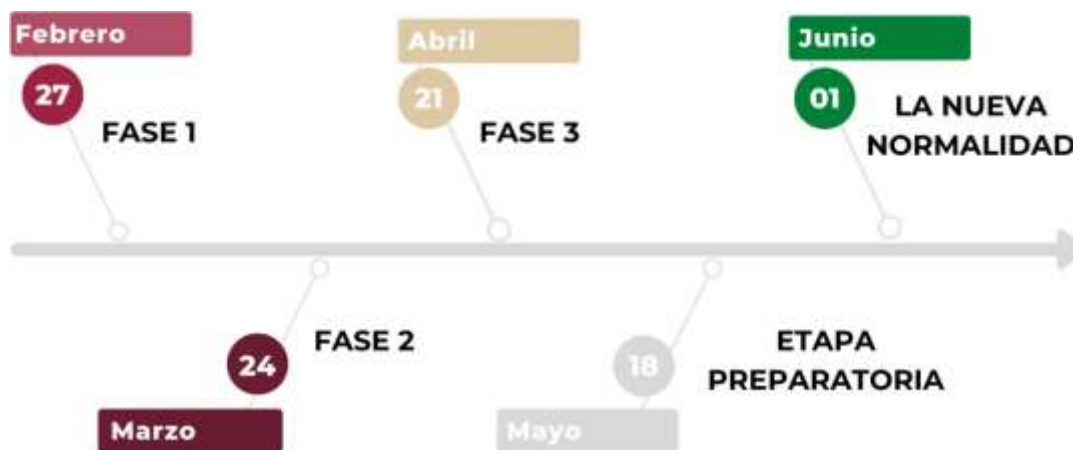 Febrero
27
FASE 1
Abril
21
FASE 3
Junio
01
LA NUEVA
NORMALIDAD
24
FASE 2
Marzo
18
ETAPA
PREPARATORIA
Mayo